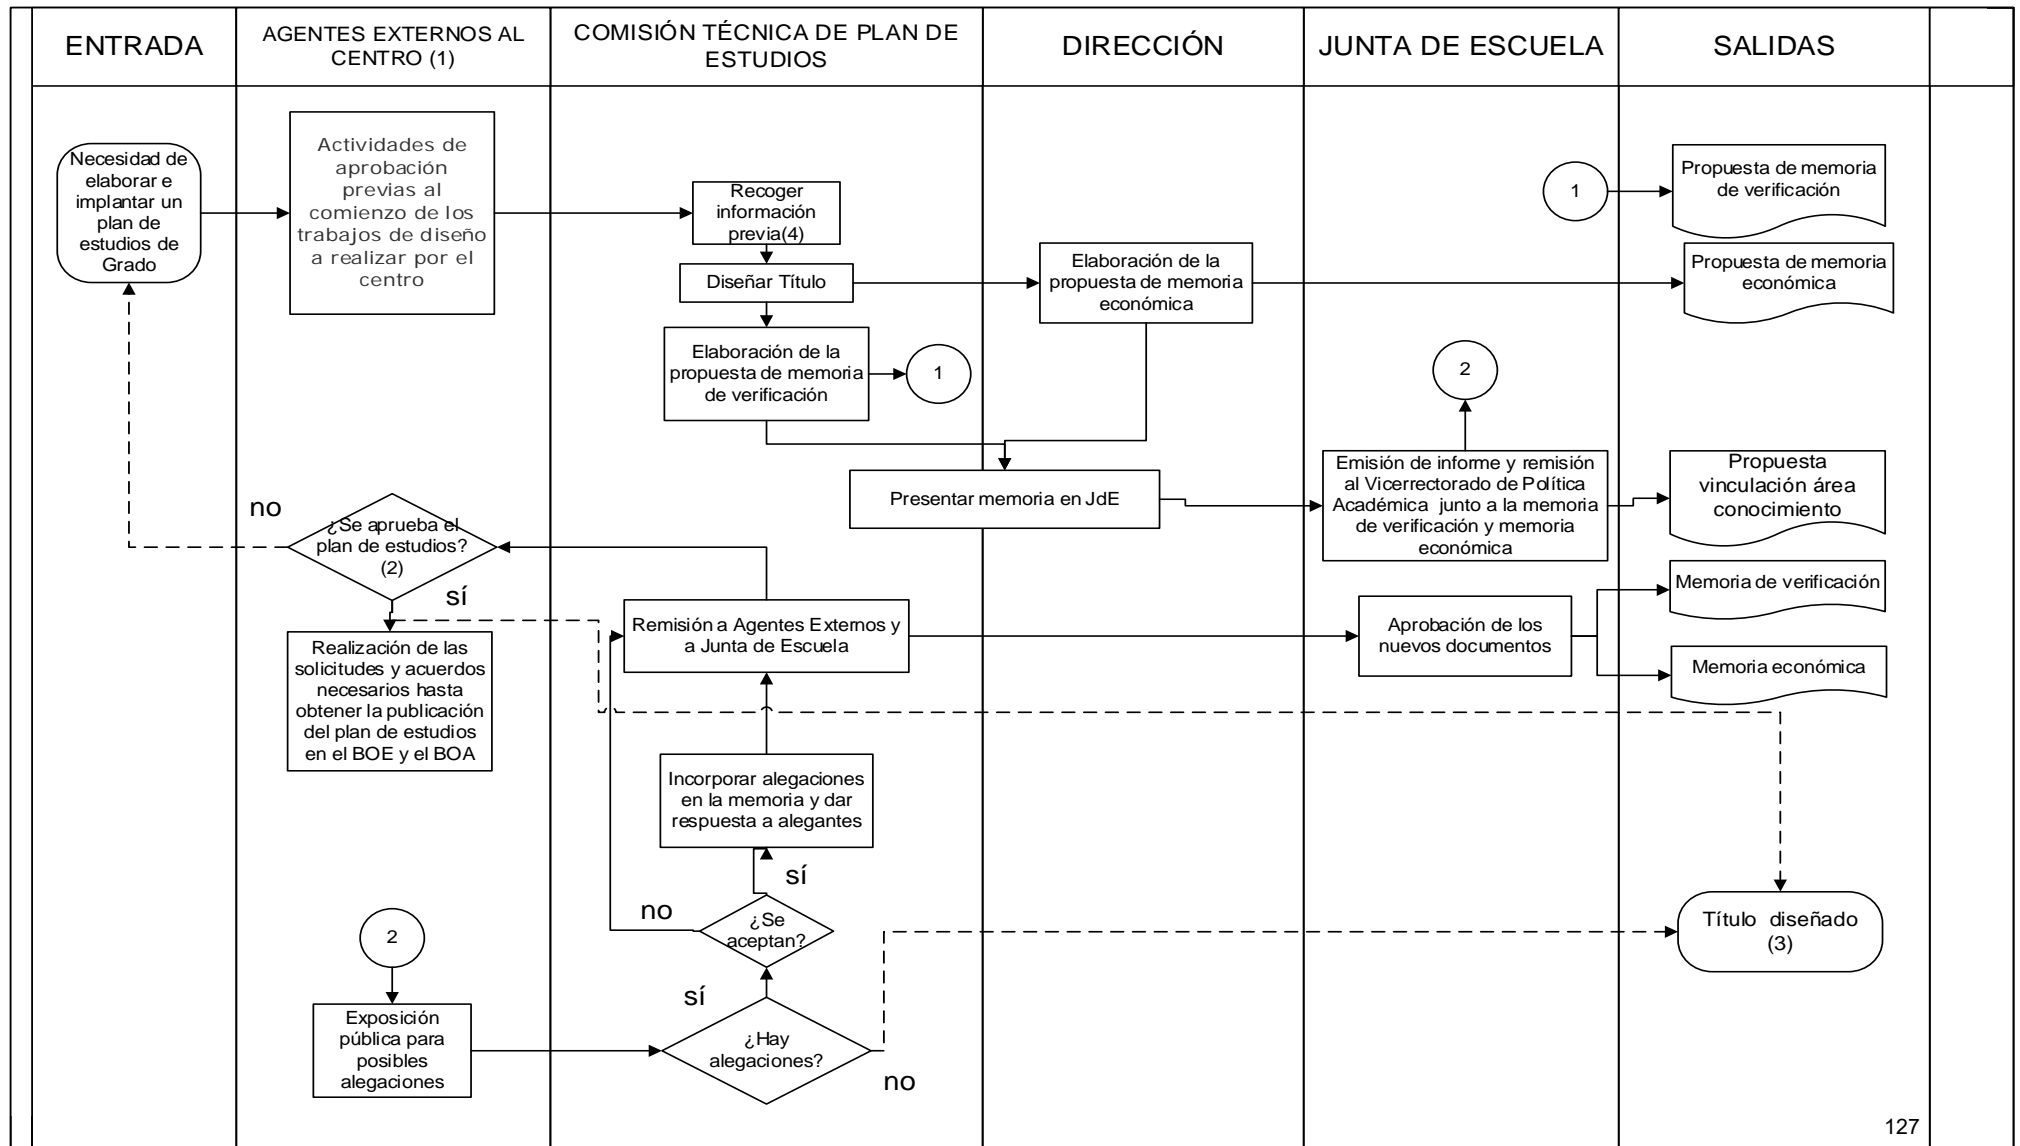 ENTRADA
AGENTES EXTERNOS AL
CENTRO (1)
COMISIÓN TÉCNICA DE PLAN DE
ESTUDIOS
DIRECCIÓN
JUNTA DE ESCUELA
SALIDAS
Necesidad de
elaborar e
implantar un
plan de
estudios de
Grado
Actividades de
aprobación
previas al
comienzo de los
trabajos de diseño
a realizar por el
centro
Recoger
información
previa(4)
Diseñar Título
Elaboración de la
propuesta de memoria
de verificación
1
Elaboración de la
propuesta de memoria
económica
1
Propuesta de memoria
de verificación
Propuesta de memoria
económica
2
Presentar memoria en JdE
Emisión de informe y remisión
al Vicerrectorado de Política
Académica junto a la memoria
de verificación y memoria
económica
Propuesta
vinculación área
conocimiento
no
¿Se aprueba el
plan de estudios?
(2)
sí
Realización de las
solicitudes y acuerdos
necesarios hasta
obtener la publicación
del plan de estudios
en el BOE y el BOA
Remisión a Agentes Externos y
a Junta de Escuela
Aprobación de los
nuevos documentos
Memoria de verificación
Memoria económica
Incorporar alegaciones
en la memoria y dar
respuesta a alegantes
sí
no
¿Se
aceptan?
Título diseñado
(3)
2
Exposición
pública para
posibles
alegaciones
sí
¿Hay
alegaciones?
no
127